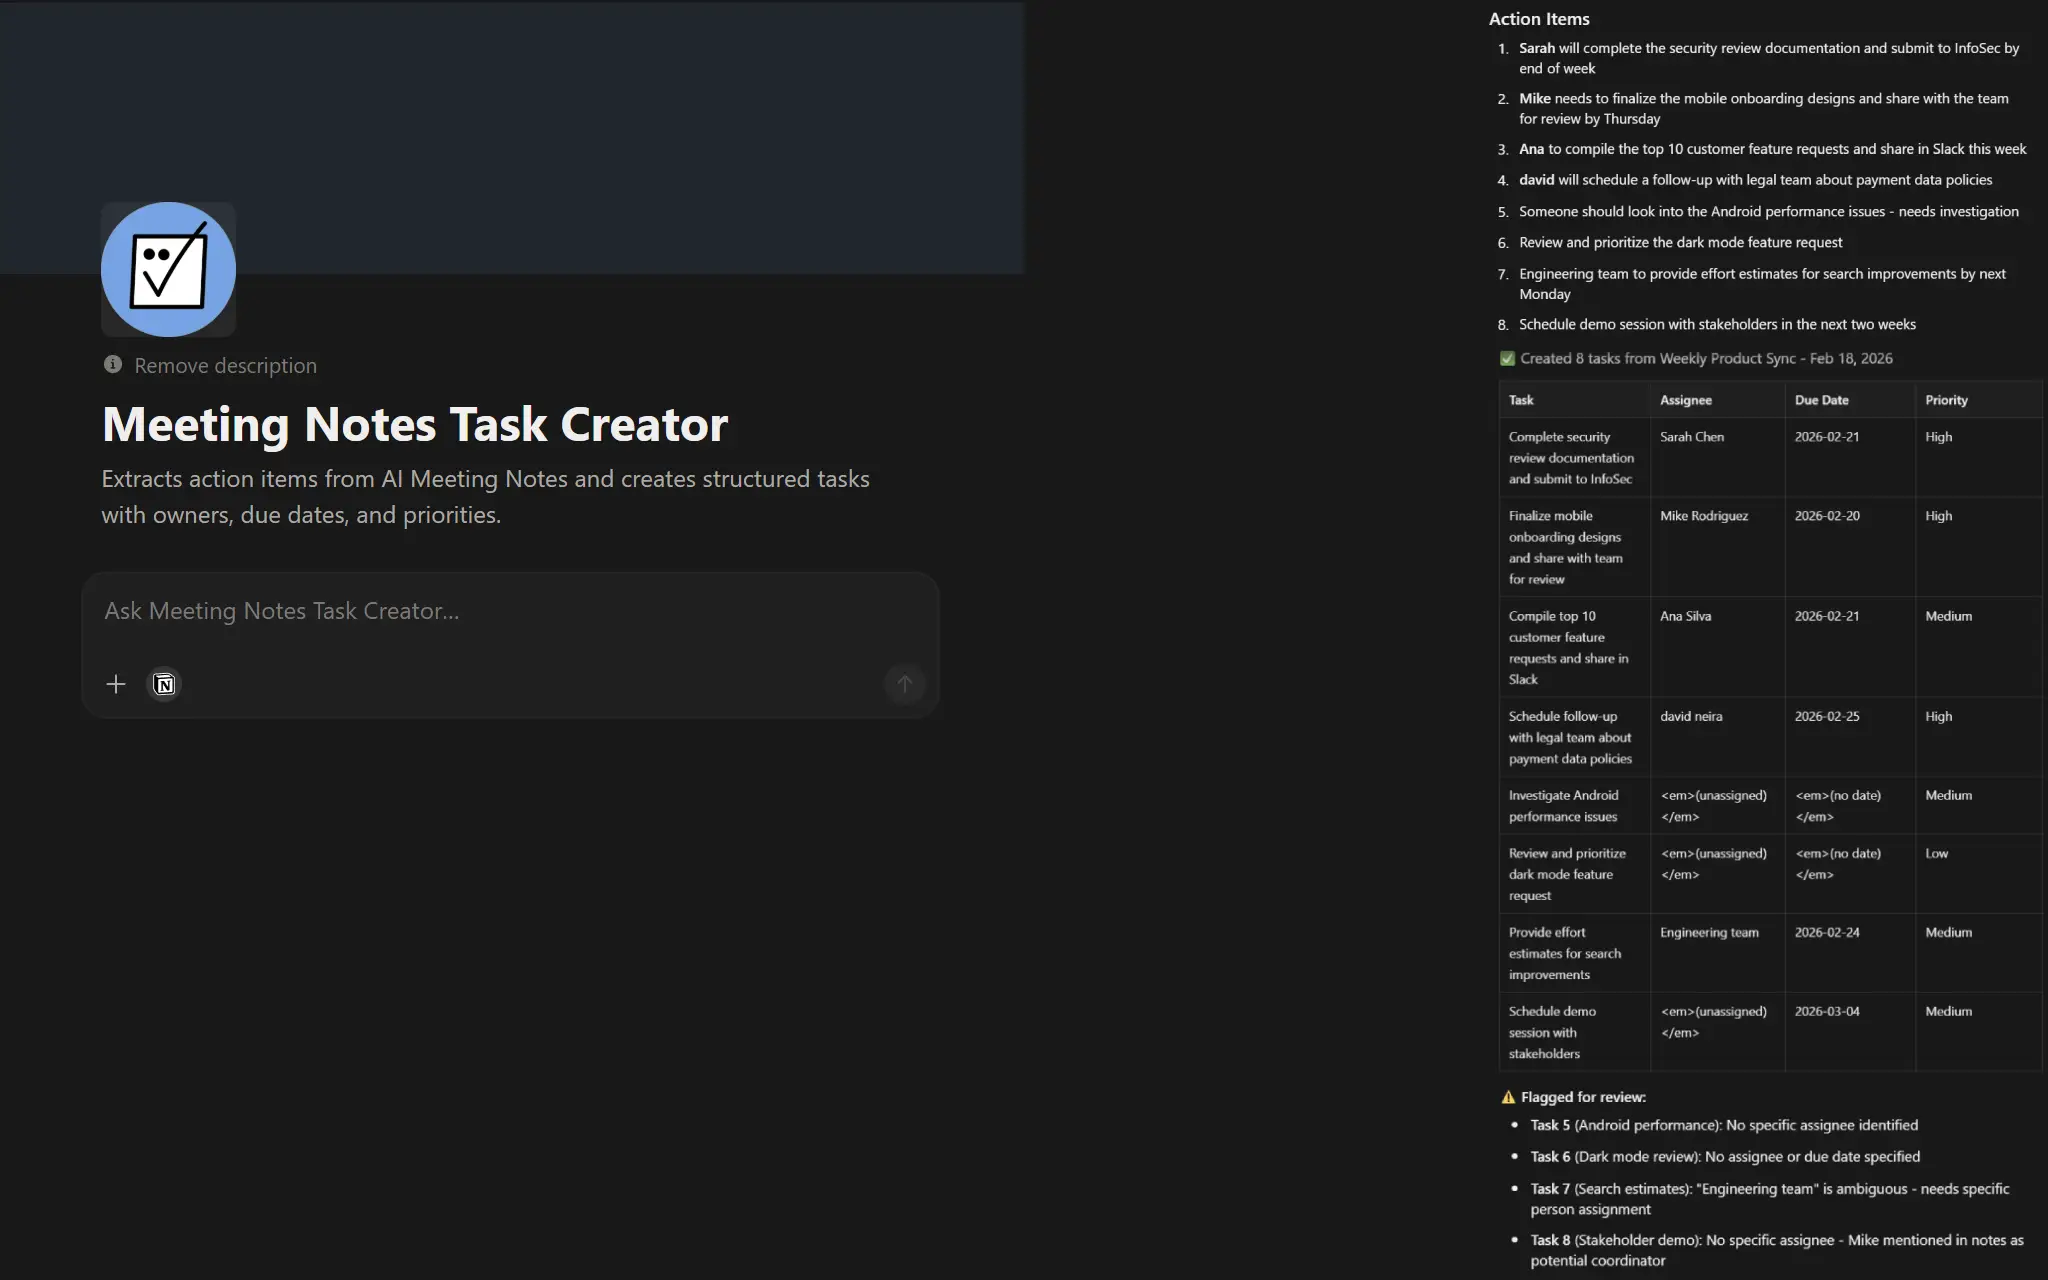 Remove description
Meeting Notes Task Creator
Extracts action items from AI Meeting Notes and creates structured tasks
with owners, due dates, and priorities.
Ask Meeting Notes Task Creator...
Action Items
1. Sarah will complete the security review documentation and submit to InfoSec by
end of week
2. Mike needs to finalize the mobile onboarding designs and share with the team
for review by Thursday
3. Ana to compile the top 10 customer feature requests and share in Slack this week
4. david will schedule a follow-up with legal team about payment data policies
5. Someone should look into the Android performance issues - needs investigation
6. Review and prioritize the dark mode feature request
7. Engineering team to provide effort estimates for search improvements by next
Monday
8. Schedule demo session with stakeholders in the next two weeks
✅ Created 8 tasks from Weekly Product Sync - Feb 18, 2026
Task Assignee Due Date Priority
Complete security Sarah Chen 2026-02-21 High
review documentation
and submit to InfoSec
Finalize mobile Mike Rodriguez 2026-02-20 High
onboarding designs
and share with team
for review
Compile top 10 Ana Silva 2026-02-21 Medium
customer feature
requests and share in
Slack
Schedule follow-up david neira 2026-02-25 High
with legal team about
payment data policies
Investigate Android <em>(unassigned) <em>(no date) Medium
performance issues </em> </em>
Review and prioritize <em>(unassigned) <em>(no date) Low
dark mode feature </em> </em>
request
Provide effort Engineering team 2026-02-24 Medium
estimates for search
improvements
Schedule demo <em>(unassigned) 2026-03-04 Medium
session with </em>
stakeholders
⚠️ Flagged for review:
• Task 5 (Android performance): No specific assignee identified
• Task 6 (Dark mode review): No assignee or due date specified
• Task 7 (Search estimates): "Engineering team" is ambiguous - needs specific
person assignment
• Task 8 (Stakeholder demo): No specific assignee - Mike mentioned in notes as
potential coordinator